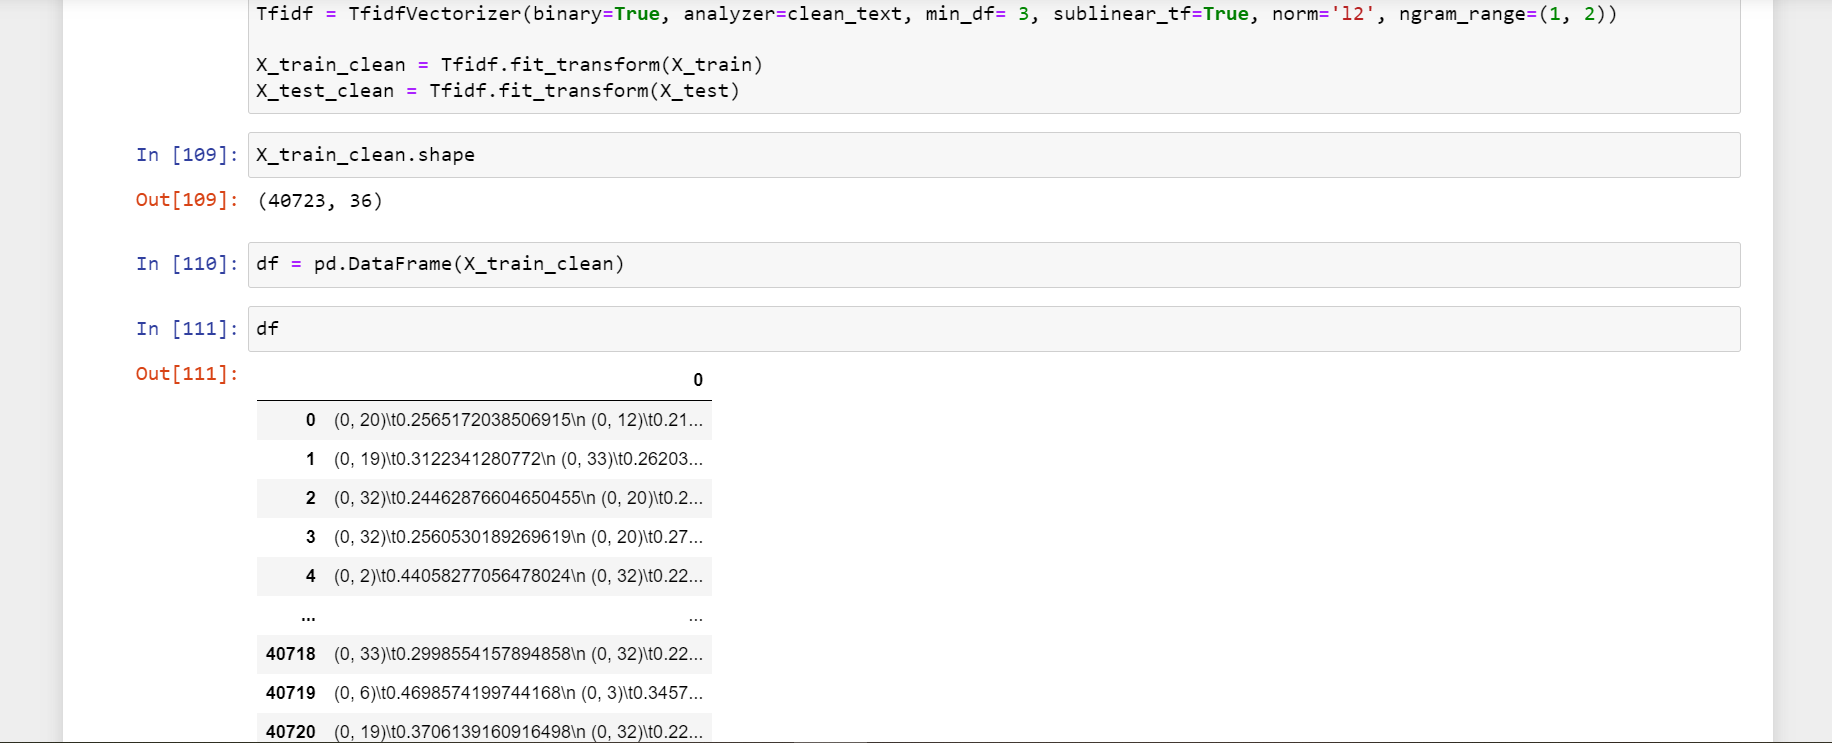 Tfidf = TfidfVectorizer(binary=True, analyzer=clean_text, min_df= 3, sublinear_tf=True, norm='l2', ngram_range=(1, 2))
X_train_clean = Tfidf.fit_transform(X_train)
X_test_clean = Tfidf.fit_transform(X_test)
In [109]: X_train_clean.shape
Out[109]: (40723, 36)
In [110]: df = pd.DataFrame(X_train_clean)
In [111]: df
Out[111]:
0
0 (0, 20)\t0.2565172038506915\n (0, 12)\t0.21...
1 (0, 19)\t0.3122341280772\n (0, 33)\t0.26203...
2 (0, 32)\t0.24462876604650455\n (0, 20)\t0.2...
3 (0, 32)\t0.2560530189269619\n (0, 20)\t0.27...
4 (0, 2)\t0.44058277056478024\n (0, 32)\t0.22...
... ...
40718 (0, 33)\t0.2998554157894858\n (0, 32)\t0.22...
40719 (0, 6)\t0.4698574199744168\n (0, 3)\t0.3457...
40720 (0, 19)\t0.3706139160916498\n (0, 32)\t0.22...